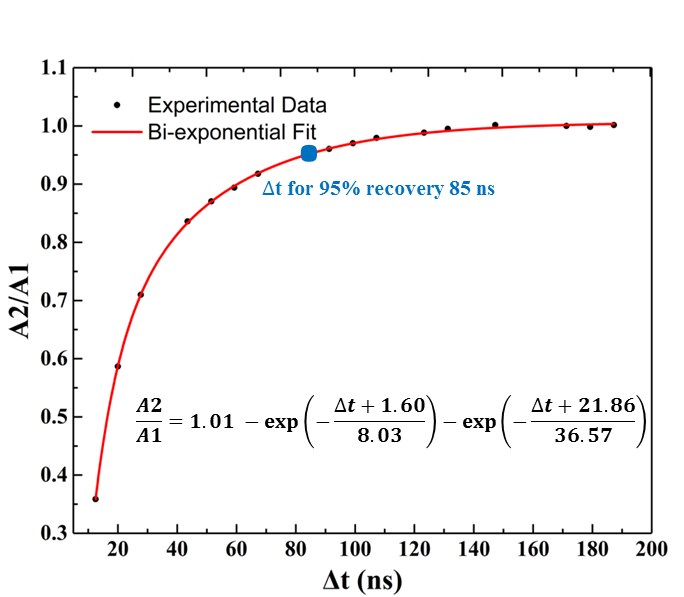 1.1
1.0
0.9
0.8
0.7
0.6
0.5
0.4
0.3
A2/A1
Experimental Data
Bi-exponential Fit
Δt for 95% recovery 85 ns
A2/A1 = 1.01 − exp(−(Δt + 1.60)/8.03) − exp(−(Δt + 21.86)/36.57)
20 40 60 80 100 120 140 160 180 200
Δt (ns)